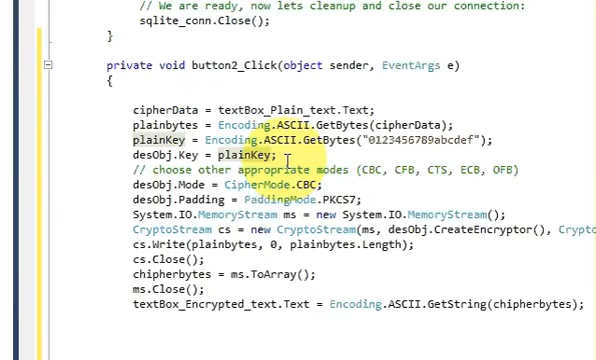 // We are ready, now lets cleanup and close our connection:
sqlite_conn.Close();
}
private void button2_Click(object sender, EventArgs e)
{
cipherData = textBox_Plain_text.Text;
plainbytes = Encoding.ASCII.GetBytes(cipherData);
plainKey = Encoding.ASCII.GetBytes("0123456789abcdef");
desObj.Key = plainKey;
// choose other appropriate modes (CBC, CFB, CTS, ECB, OFB)
desObj.Mode = CipherMode.CBC;
desObj.Padding = PaddingMode.PKCS7;
System.IO.MemoryStream ms = new System.IO.MemoryStream();
CryptoStream cs = new CryptoStream(ms, desObj.CreateEncryptor(), Crypto
cs.Write(plainbytes, 0, plainbytes.Length);
cs.Close();
chipherbytes = ms.ToArray();
ms.Close();
textBox_Encrypted_text.Text = Encoding.ASCII.GetString(chipherbytes);